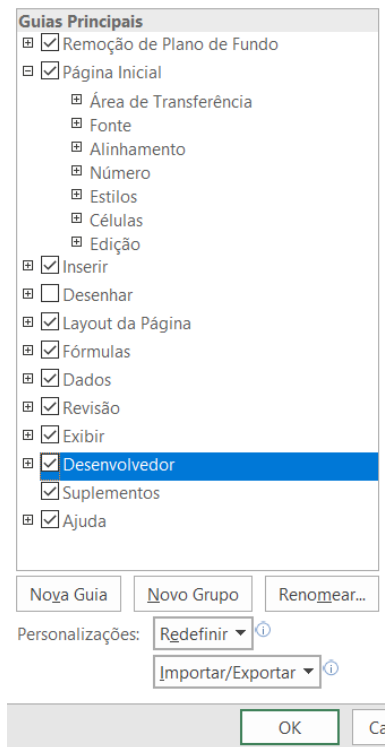 Guias Principais
Remoção de Plano de Fundo
Página Inicial
Área de Transferência
Fonte
Alinhamento
Número
Estilos
Células
Edição
Inserir
Desenhar
Layout da Página
Fórmulas
Dados
Revisão
Exibir
Desenvolvedor
Suplementos
Ajuda
Nova Guia Novo Grupo Renomear...
Personalizações: Redefinir
Importar/Exportar
OK Ca